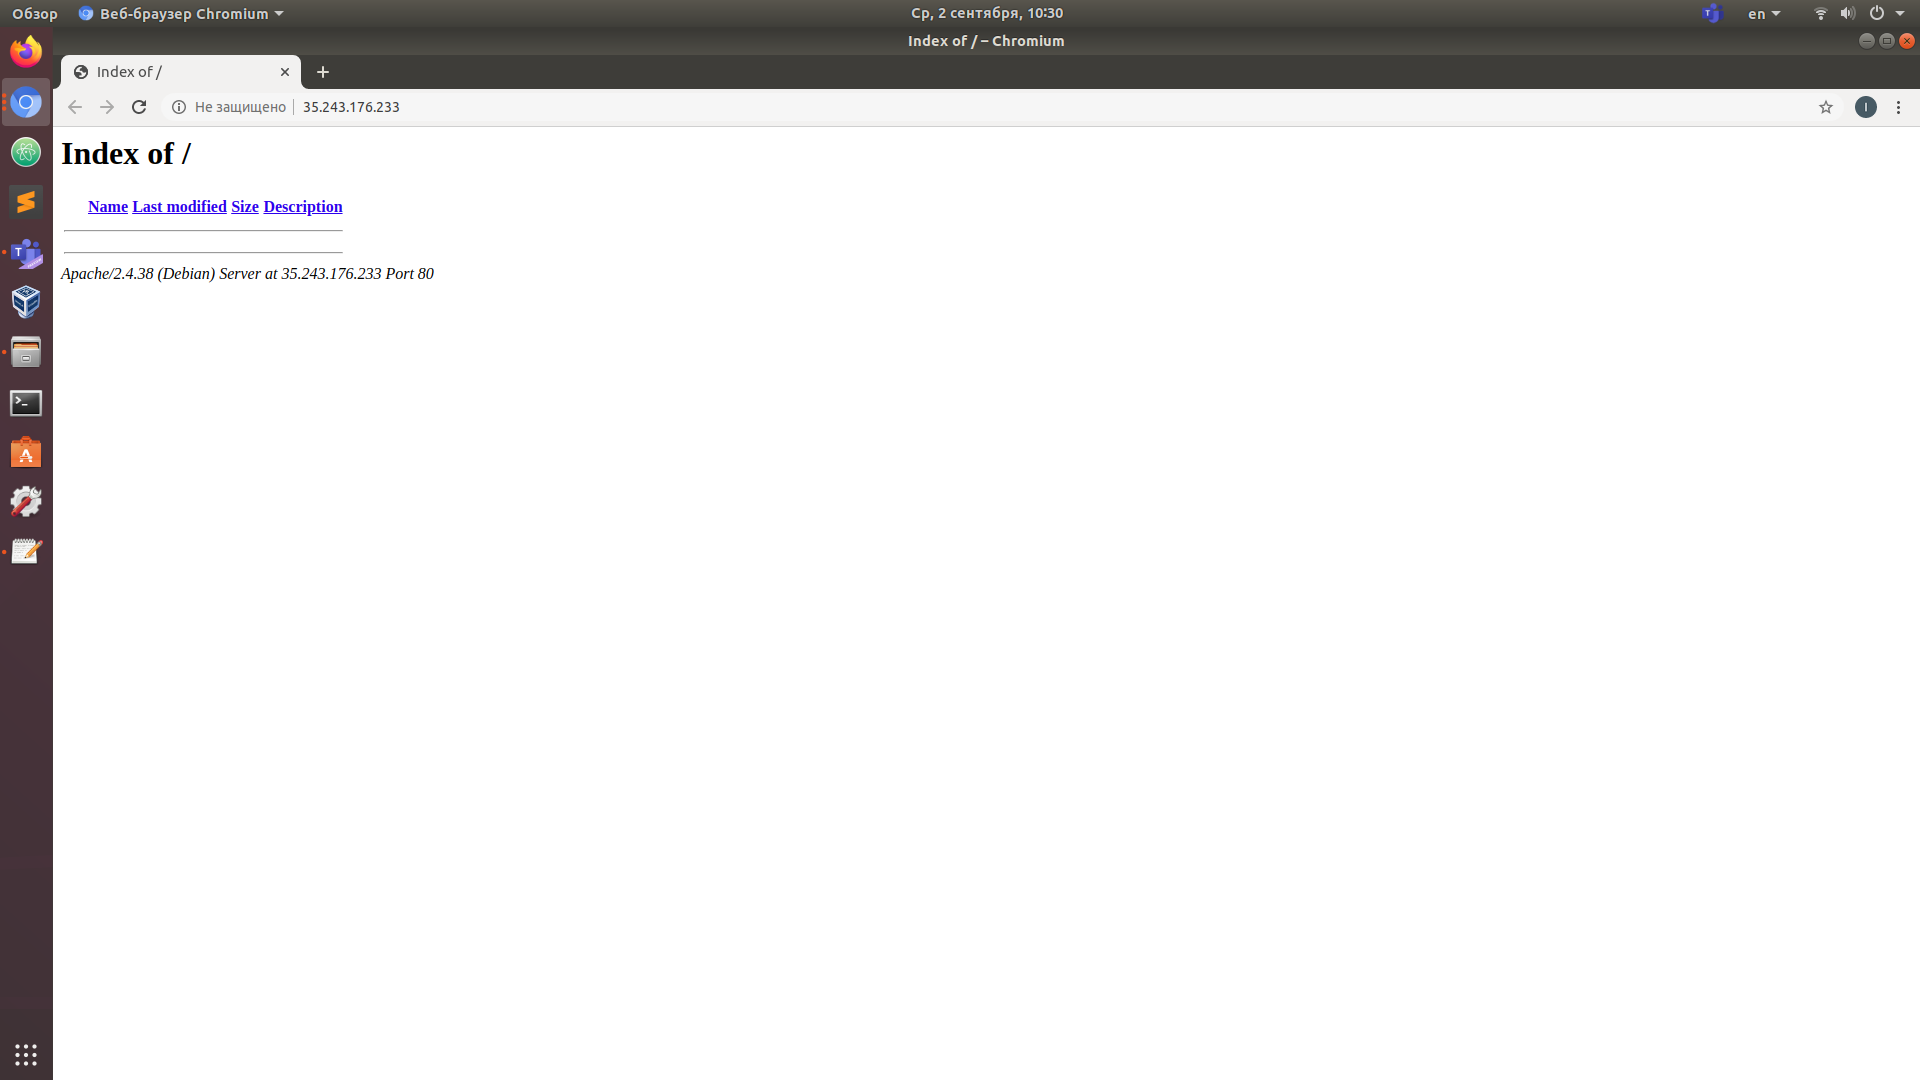 Обзор Веб-браузер Chromium Ср, 2 сентября, 10:30 en
Index of / – Chromium
Index of /
Не защищено 35.243.176.233 I
Index of /
Name Last modified Size Description
Apache/2.4.38 (Debian) Server at 35.243.176.233 Port 80